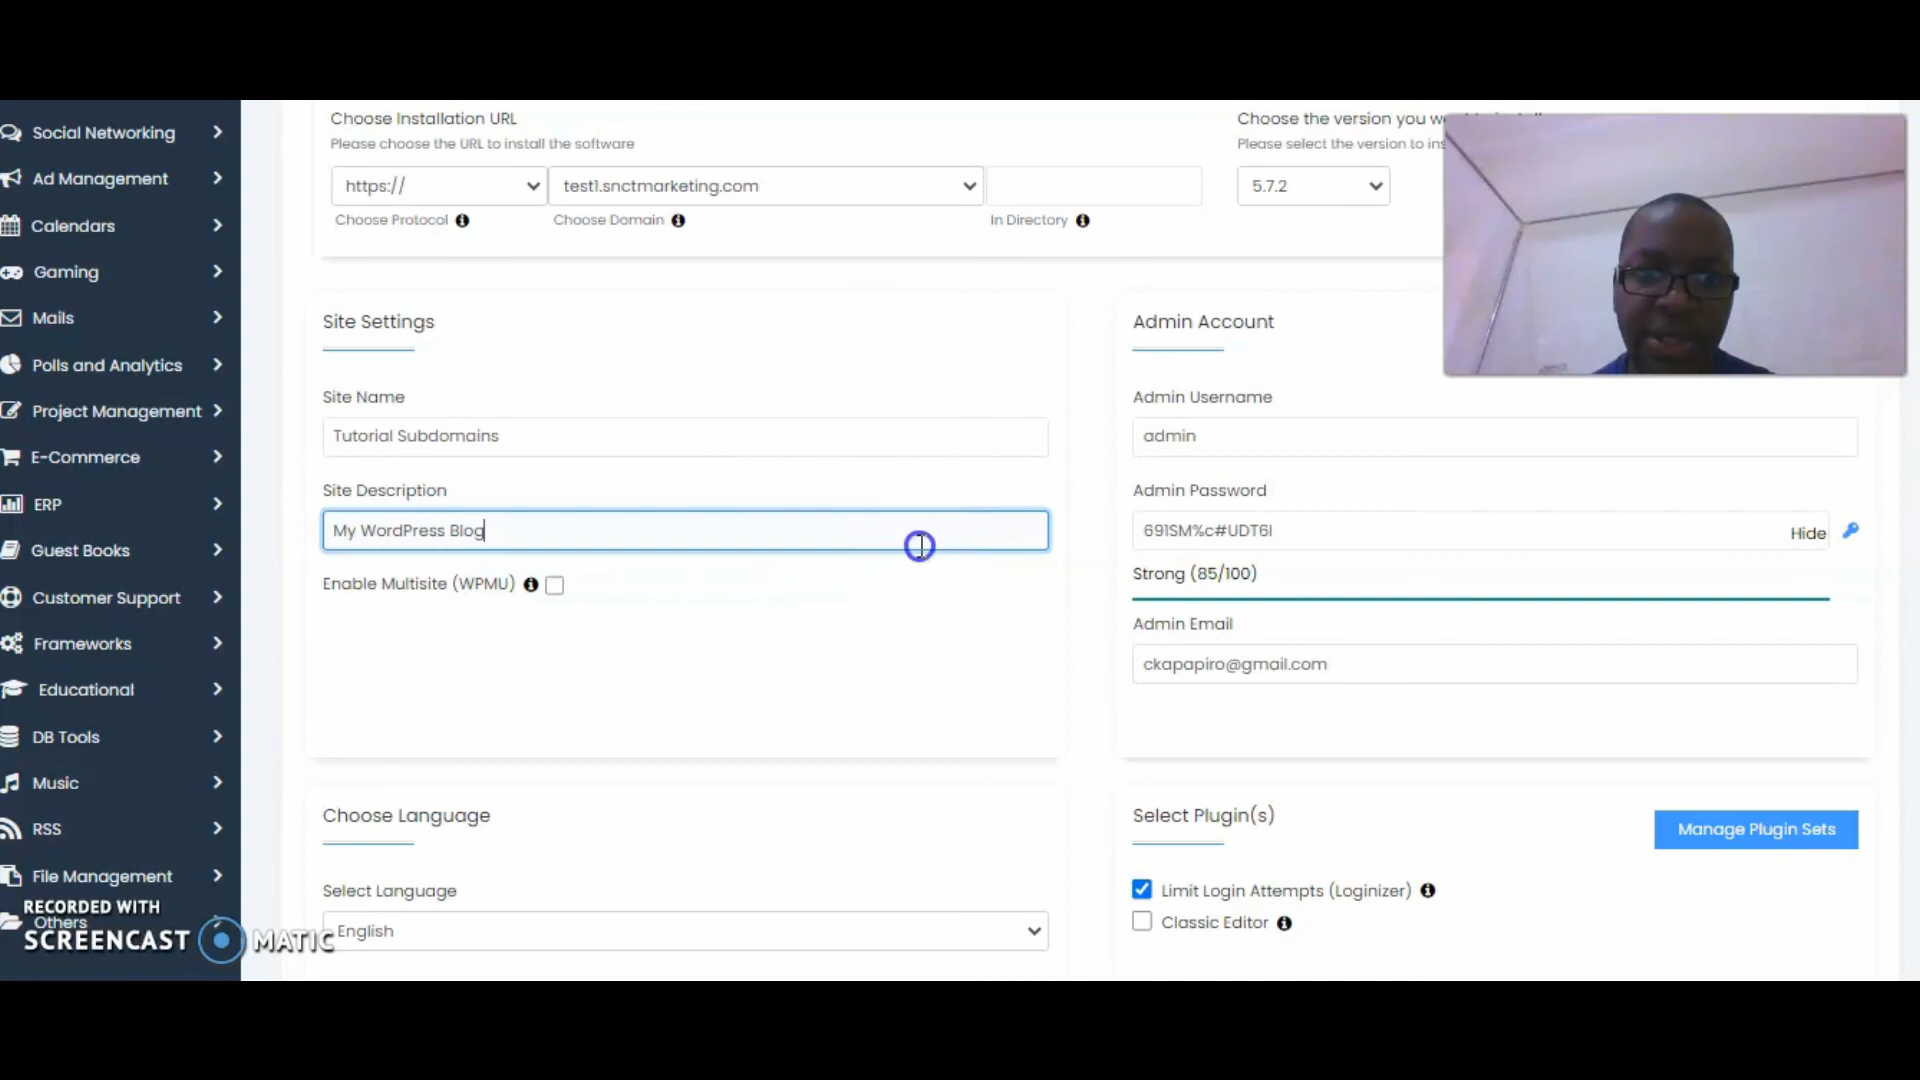 Social Networking
Ad Management
Calendars
Gaming
Mails
Polls and Analytics
Project Management
E-Commerce
ERP
Guest Books
Customer Support
Frameworks
Educational
DB Tools
Music
RSS
File Management
Others
RECORDED WITH
SCREENCAST MATIC
Choose Installation URL
Please choose the URL to install the software
https://
test1.snctmarketing.com
Choose Protocol
Choose Domain
In Directory
Choose the version you
Please select the version to
5.7.2
Site Settings
Site Name
Tutorial Subdomains
Site Description
My WordPress Blog
Enable Multisite (WPMU)
Admin Account
Admin Username
admin
Admin Password
Hide
Strong (85/100)
Admin Email
ckapapiro@gmail.com
Choose Language
Select Language
English
Select Plugin(s)
Manage Plugin Sets
Limit Login Attempts (Loginizer)
Classic Editor